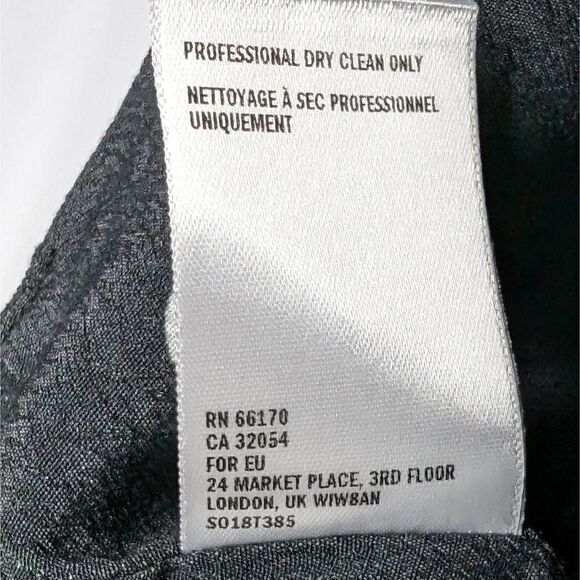 PROFESSIONAL DRY CLEAN ONLY
NETTOYAGE À SEC PROFESSIONNEL
UNIQUEMENT
RN 66170
CA 32054
FOR EU
24 MARKET PLACE, 3RD FLOOR
LONDON, UK WIW8AN
SO18T385